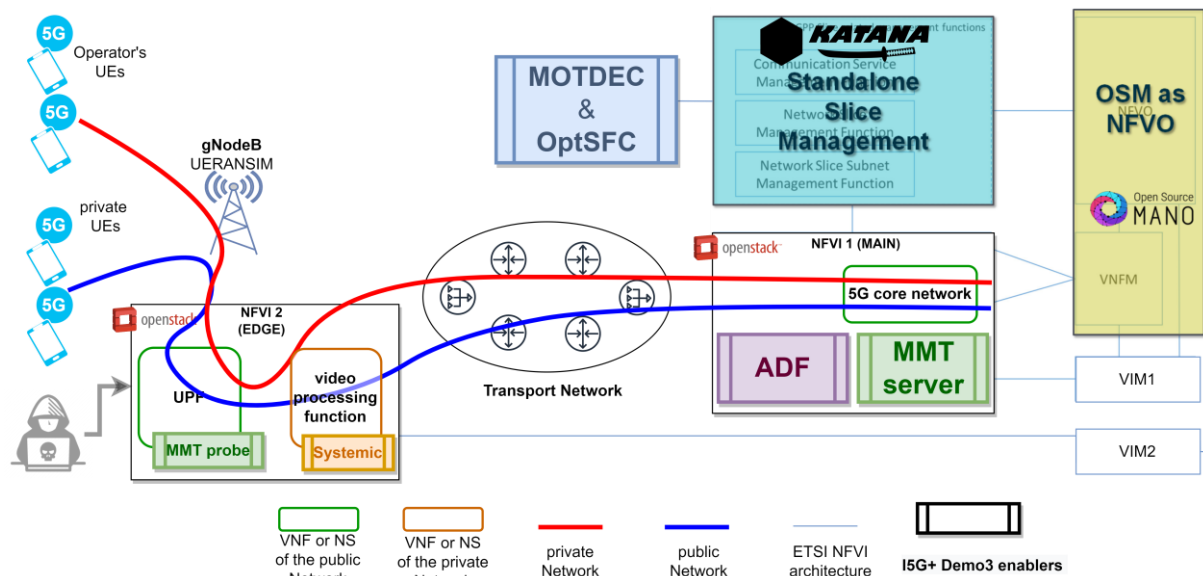 5G
Operator's
UEs
5G
gNodeB
UERANSIM
5G
private
UEs
5G
MOTDEC
&
OptSFC
KATANA
management functions
Communication Service
Management Function
Standalone
Slice
Management
Network Slice
Management Function
Network Slice Subnet
Management Function
OSM as
NFVO
NFVO
Open Source
MANO
VNFM
openstack
NFVI 2
(EDGE)
UPF
MMT probe
video
processing
function
Systemic
Transport Network
openstack
NFVI 1 (MAIN)
5G core network
ADF
MMT
server
VIM1
VIM2
VNF or NS
of the public
Network
VNF or NS
of the private
private
Network
public
Network
ETSI NFVI
architecture
I5G+ Demo3 enablers